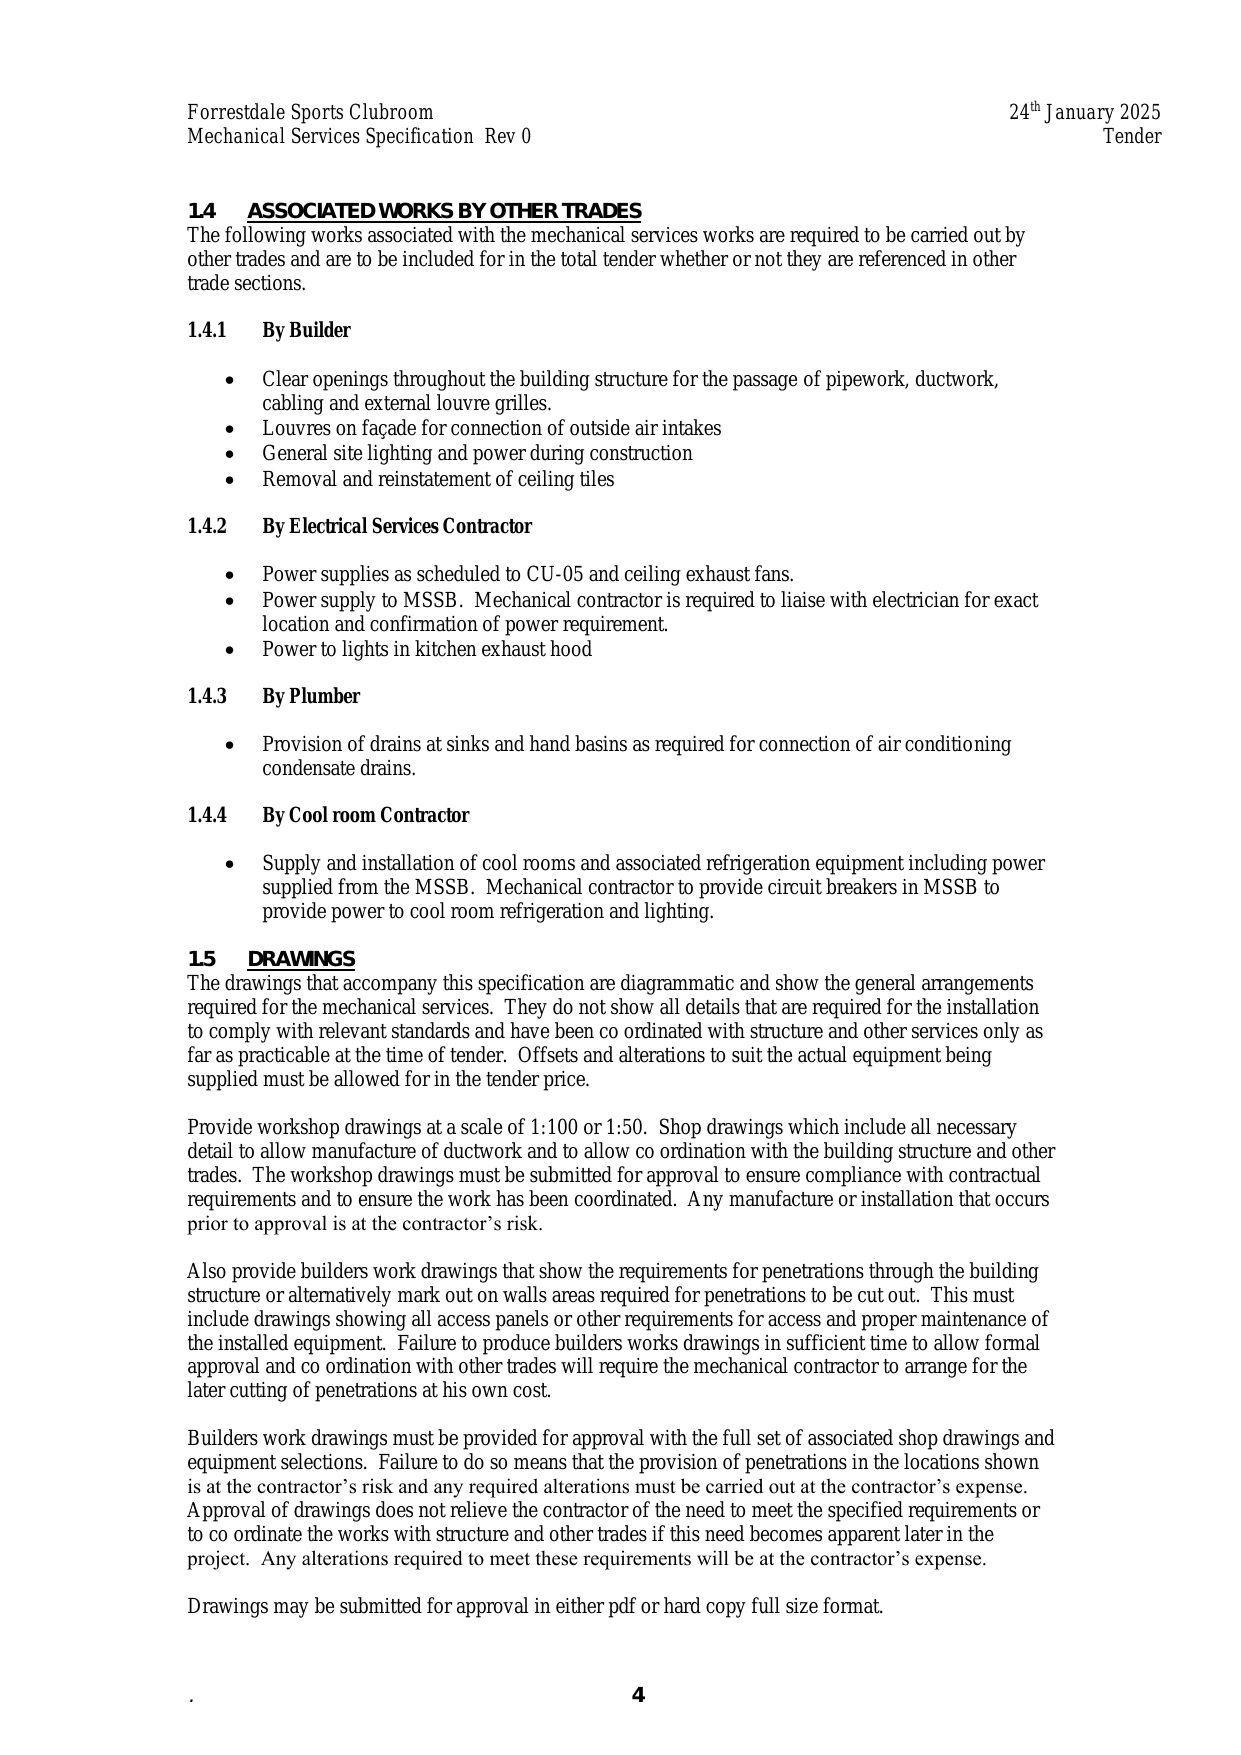 Forrestdale Sports Clubroom 24th January 2025
Mechanical Services Specification Rev 0 Tender
1.4 ASSOCIATED WORKS BY OTHER TRADES
The following works associated with the mechanical services works are required to be carried out by
other trades and are to be included for in the total tender whether or not they are referenced in other
trade sections.
1.4.1 By Builder
• Clear openings throughout the building structure for the passage of pipework, ductwork,
cabling and external louvre grilles.
• Louvres on façade for connection of outside air intakes
• General site lighting and power during construction
• Removal and reinstatement of ceiling tiles
1.4.2 By Electrical Services Contractor
• Power supplies as scheduled to CU-05 and ceiling exhaust fans.
• Power supply to MSSB. Mechanical contractor is required to liaise with electrician for exact
location and confirmation of power requirement.
• Power to lights in kitchen exhaust hood
1.4.3 By Plumber
• Provision of drains at sinks and hand basins as required for connection of air conditioning
condensate drains.
1.4.4 By Cool room Contractor
• Supply and installation of cool rooms and associated refrigeration equipment including power
supplied from the MSSB. Mechanical contractor to provide circuit breakers in MSSB to
provide power to cool room refrigeration and lighting.
1.5 DRAWINGS
The drawings that accompany this specification are diagrammatic and show the general arrangements
required for the mechanical services. They do not show all details that are required for the installation
to comply with relevant standards and have been co ordinated with structure and other services only as
far as practicable at the time of tender. Offsets and alterations to suit the actual equipment being
supplied must be allowed for in the tender price.
Provide workshop drawings at a scale of 1:100 or 1:50. Shop drawings which include all necessary
detail to allow manufacture of ductwork and to allow co ordination with the building structure and other
trades. The workshop drawings must be submitted for approval to ensure compliance with contractual
requirements and to ensure the work has been coordinated. Any manufacture or installation that occurs
prior to approval is at the contractor’s risk.
Also provide builders work drawings that show the requirements for penetrations through the building
structure or alternatively mark out on walls areas required for penetrations to be cut out. This must
include drawings showing all access panels or other requirements for access and proper maintenance of
the installed equipment. Failure to produce builders works drawings in sufficient time to allow formal
approval and co ordination with other trades will require the mechanical contractor to arrange for the
later cutting of penetrations at his own cost.
Builders work drawings must be provided for approval with the full set of associated shop drawings and
equipment selections. Failure to do so means that the provision of penetrations in the locations shown
is at the contractor’s risk and any required alterations must be carried out at the contractor’s expense.
Approval of drawings does not relieve the contractor of the need to meet the specified requirements or
to co ordinate the works with structure and other trades if this need becomes apparent later in the
project. Any alterations required to meet these requirements will be at the contractor’s expense.
Drawings may be submitted for approval in either pdf or hard copy full size format.
. 4